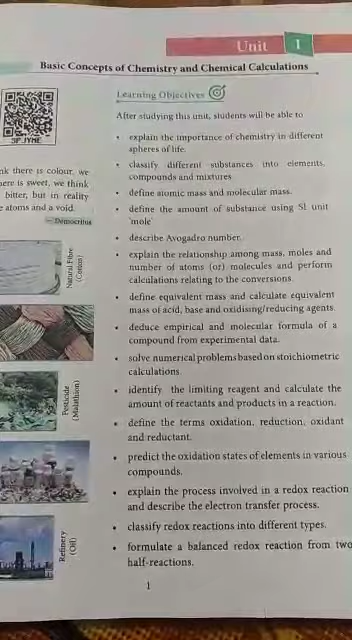 Unit 1
Basic Concepts of Chemistry and Chemical Calculations
Learning Objectives
After studying this unit, students will be able to
• explain the importance of chemistry in different
spheres of life.
• classify different substances into elements,
compounds and mixtures
• define atomic mass and molecular mass.
• define the amount of substance using SI unit
'mole'
• describe Avogadro number.
• explain the relationship among mass, moles and
number of atoms (or) molecules and perform
calculations relating to the conversions.
• define equivalent mass and calculate equivalent
mass of acid, base and oxidising/reducing agents.
• deduce empirical and molecular formula of a
compound from experimental data.
• solve numerical problems based on stoichiometric
calculations.
• identify the limiting reagent and calculate the
amount of reactants and products in a reaction.
• define the terms oxidation, reduction, oxidant
and reductant.
• predict the oxidation states of elements in various
compounds.
• explain the process involved in a redox reaction
and describe the electron transfer process.
• classify redox reactions into different types.
• formulate a balanced redox reaction from two
half-reactions.
nk there is colour, we
here is sweet, we think
bitter, but in reality
e atoms and a void.
— Democritus
Natural Fibre
(Cotton)
Pesticide
(Malathion)
Refinery
(Oil)
1